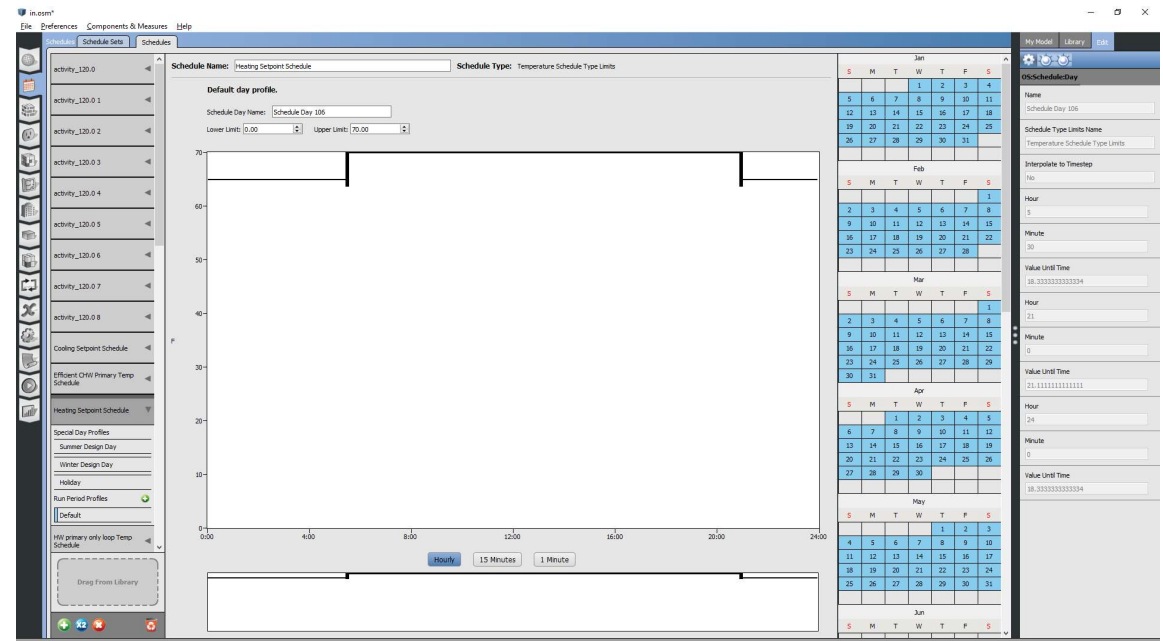 in.osm*
File Preferences Components & Measures Help
Schedules Schedule Sets Schedules
My Model Library Edit
activity_120.0
activity_120.0 1
activity_120.0 2
activity_120.0 3
activity_120.0 4
activity_120.0 5
activity_120.0 6
activity_120.0 7
activity_120.0 8
Cooling Setpoint Schedule
Efficient CHW Primary Temp
Schedule
Heating Setpoint Schedule
Special Day Profiles
Summer Design Day
Winter Design Day
Holiday
Run Period Profiles
Default
HW primary only loop Temp
Schedule
Drag From Library
X2
Schedule Name: Heating Setpoint Schedule Schedule Type: Temperature Schedule Type Limits
Default day profile.
Schedule Day Name: Schedule Day 106
Lower Limit: 0.00 Upper Limit: 70.00
70
60
50
40
F
30
20
10
0
0:00 4:00 8:00 12:00 16:00 20:00 24:00
Hourly 15 Minutes 1 Minute
Jan
S M T W T F S
1 2 3 4
5 6 7 8 9 10 11
12 13 14 15 16 17 18
19 20 21 22 23 24 25
26 27 28 29 30 31
Feb
S M T W T F S
1
2 3 4 5 6 7 8
9 10 11 12 13 14 15
16 17 18 19 20 21 22
23 24 25 26 27 28
Mar
S M T W T F S
1
2 3 4 5 6 7 8
9 10 11 12 13 14 15
16 17 18 19 20 21 22
23 24 25 26 27 28 29
30 31
Apr
S M T W T F S
1 2 3 4 5
6 7 8 9 10 11 12
13 14 15 16 17 18 19
20 21 22 23 24 25 26
27 28 29 30
May
S M T W T F S
1 2 3
4 5 6 7 8 9 10
11 12 13 14 15 16 17
18 19 20 21 22 23 24
25 26 27 28 29 30 31
Jun
S M T W T F S
OS:Schedule:Day
Name
Schedule Day 106
Schedule Type Limits Name
Temperature Schedule Type Limits
Interpolate to Timestep
No
Hour
5
Minute
30
Value Until Time
18.3333333333334
Hour
21
Minute
0
Value Until Time
21.1111111111111
Hour
24
Minute
0
Value Until Time
18.3333333333334